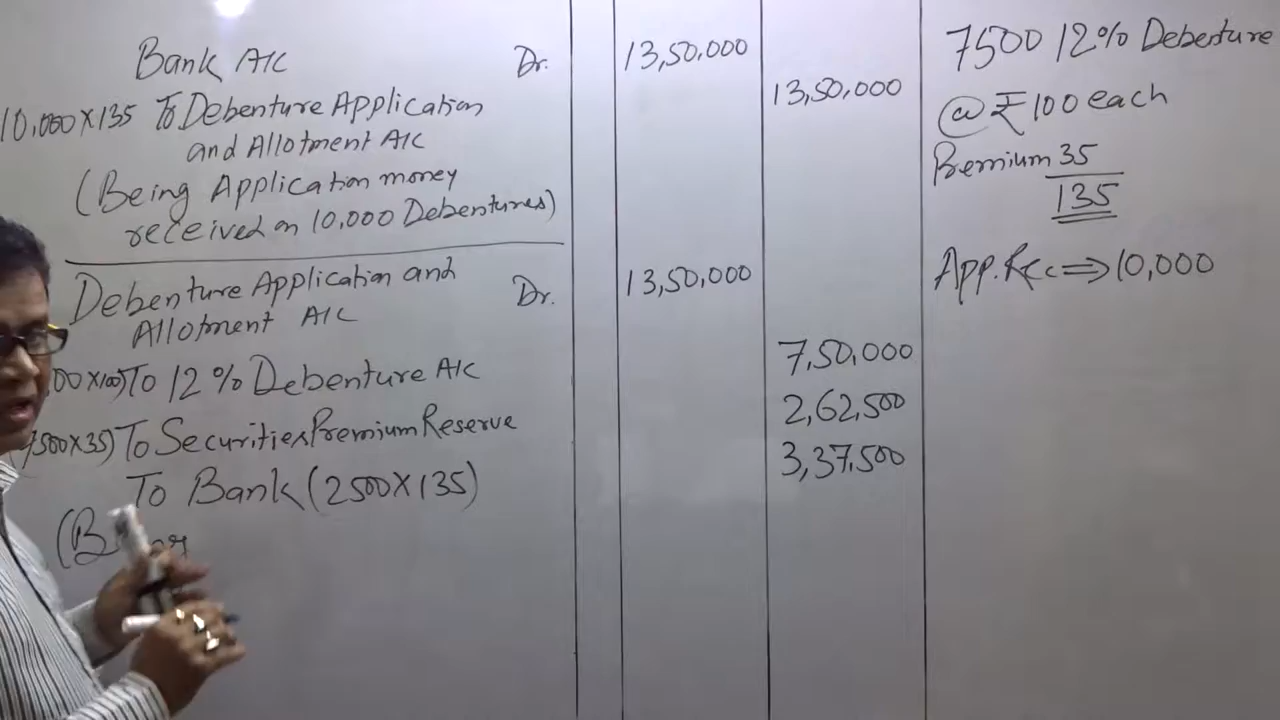 Bank A/C Dr. 13,50,000
10,000X135 To Debenture Application 13,50,000
and Allotment A/C
(Being Application money
received on 10,000 Debentures)
Debenture Application and
Allotment A/C Dr. 13,50,000
00X100) To 12% Debenture A/C 7,50,000
7500X35) To Securities Premium Reserve 2,62,500
To Bank (2500X135) 3,37,500
7500 12% Debenture
@ ₹100 each
Premium 35
135
App. Rec ⇒ 10,000